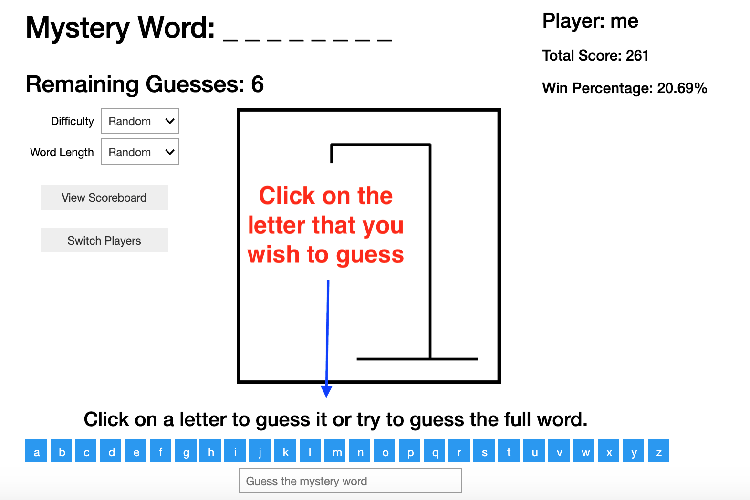 Mystery Word: _ _ _ _ _ _ _ _
Player: me
Total Score: 261
Win Percentage: 20.69%
Remaining Guesses: 6
Difficulty Random
Word Length Random
View Scoreboard
Switch Players
Click on the
letter that you
wish to guess
Click on a letter to guess it or try to guess the full word.
a b c d e f g h i j k l m n o p q r s t u v w x y z
Guess the mystery word